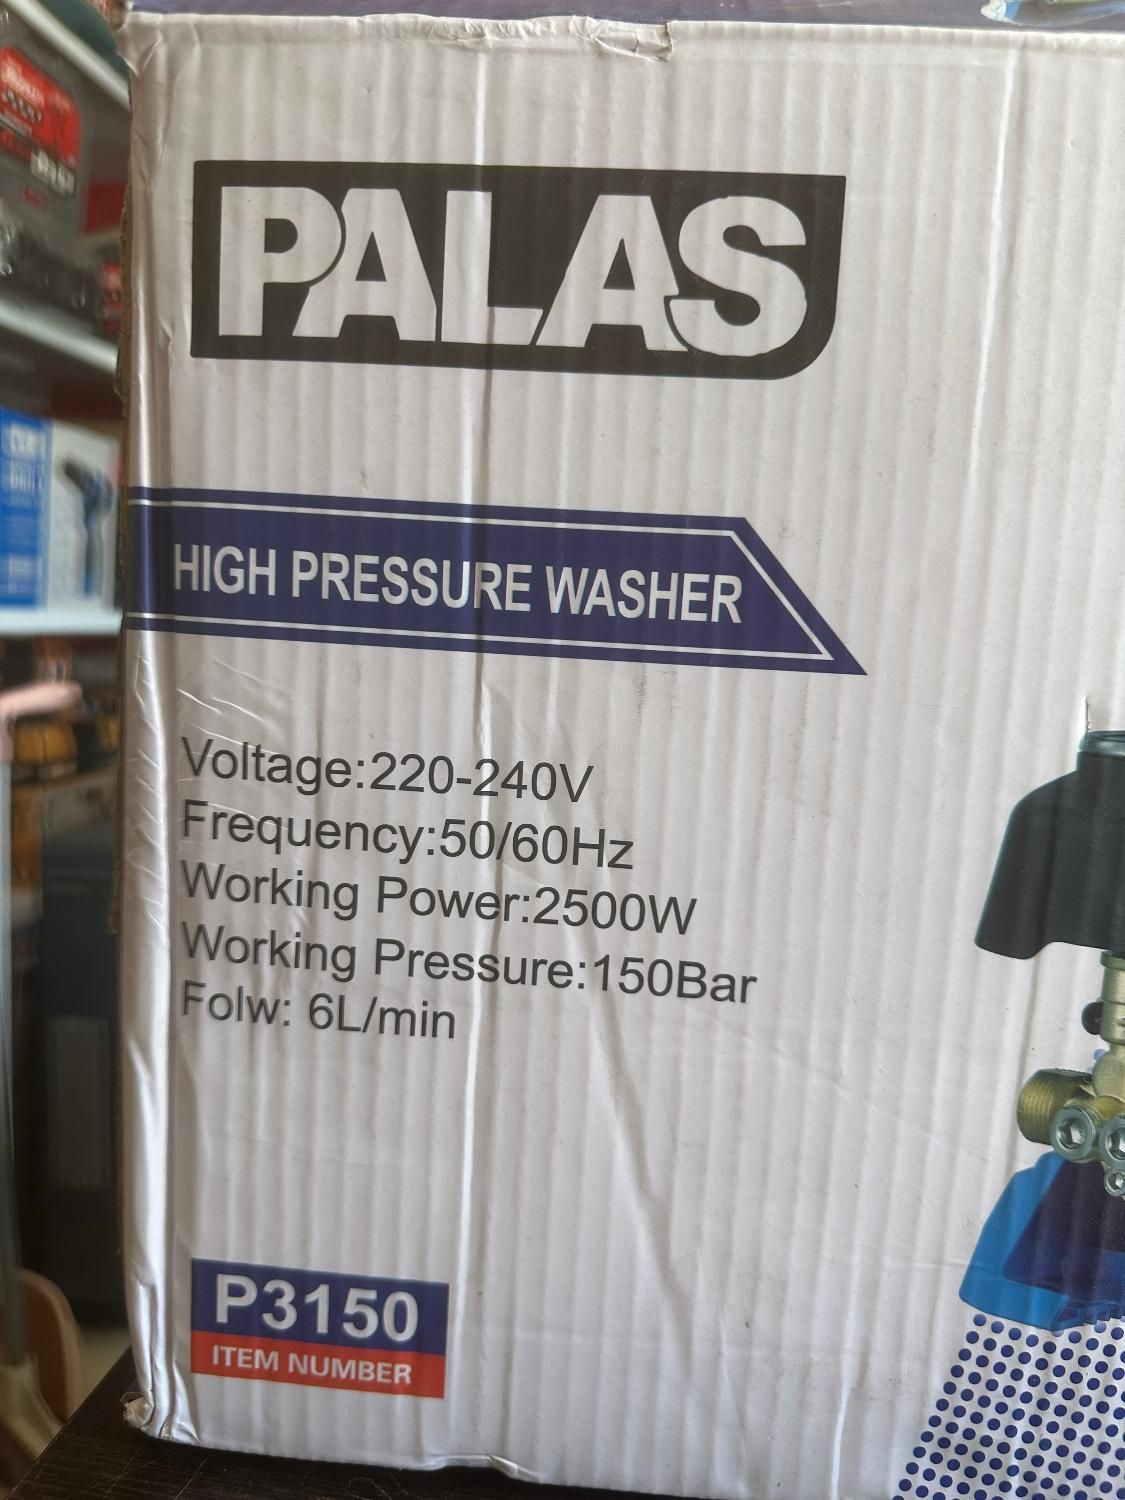 PALAS
HIGH PRESSURE WASHER
Voltage:220-240V
Frequency:50/60Hz
Working Power:2500W
Working Pressure:150Bar
Folw: 6L/min
P3150
ITEM NUMBER